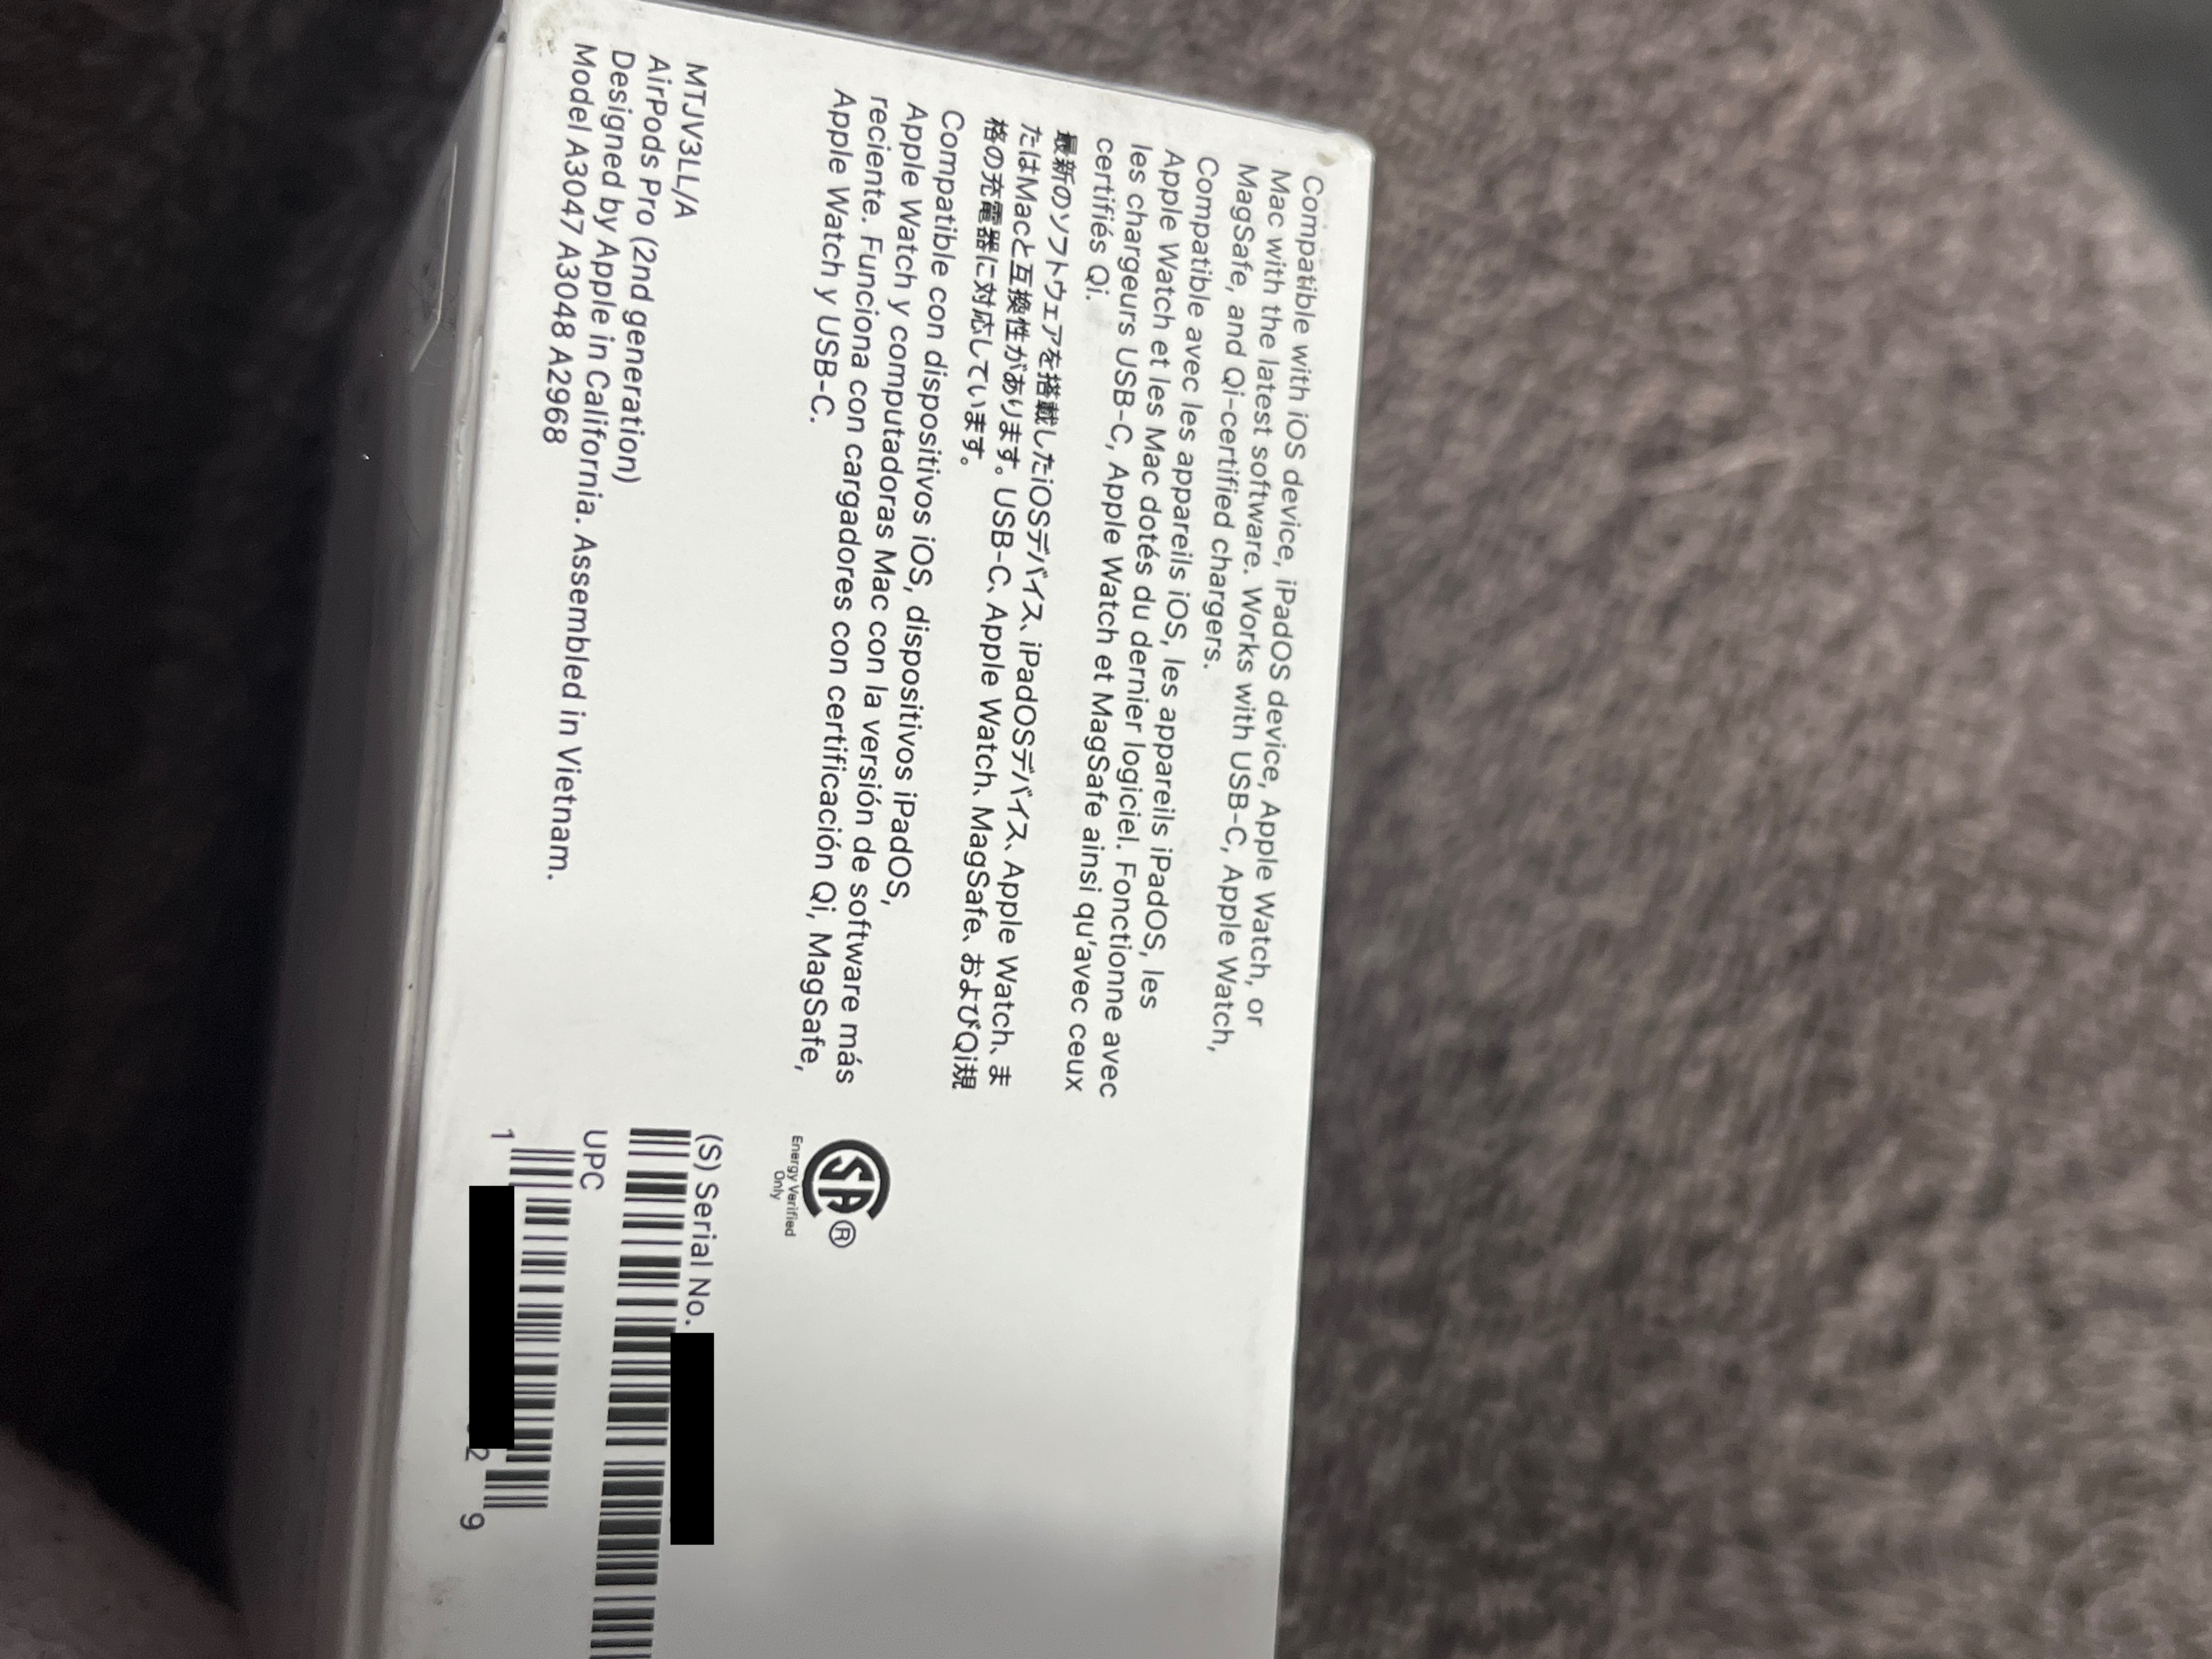 Compatible with iOS device, iPadOS device, Apple Watch, or
Mac with the latest software. Works with USB-C, Apple Watch,
MagSafe, and Qi-certified chargers.
Compatible avec les appareils iOS, les appareils iPadOS, les
Apple Watch et les Mac dotés du dernier logiciel. Fonctionne avec
les chargeurs USB-C, Apple Watch et MagSafe ainsi qu'avec ceux
certifiés Qi.
最新のソフトウェアを搭載したiOSデバイス、iPadOSデバイス、Apple Watch、ま
たはMacと互換性があります。USB-C、Apple Watch、MagSafe、およびQi規
格の充電器に対応しています。
Compatible con dispositivos iOS, dispositivos iPadOS,
Apple Watch y computadoras Mac con la versión de software más
reciente. Funciona con cargadores con certificación Qi, MagSafe,
Apple Watch y USB-C.
SA®
Energy Verified
Only
MTJV3LL/A
AirPods Pro (2nd generation)
Designed by Apple in California. Assembled in Vietnam.
Model A3047 A3048 A2968
(S) Serial No.
UPC
1 2 9